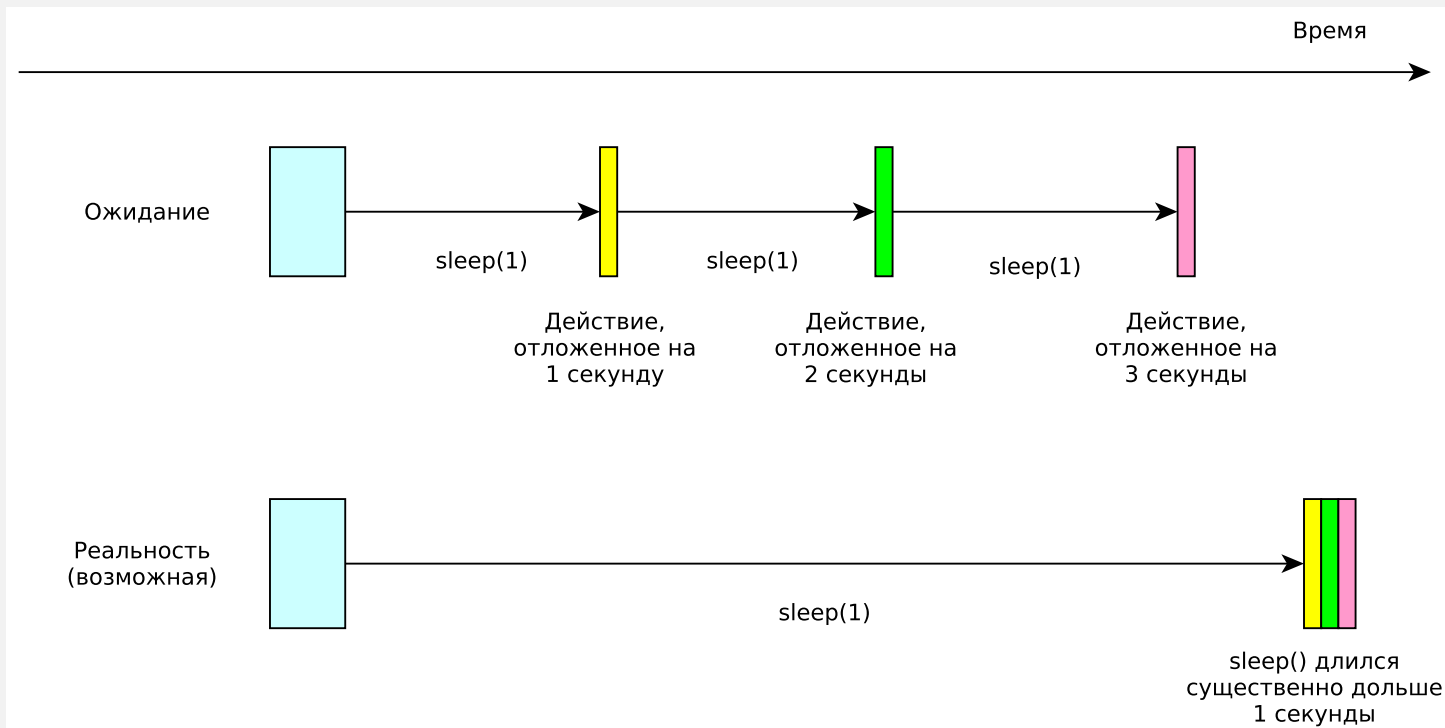 Время
Ожидание
sleep(1)
sleep(1)
sleep(1)
Действие,
отложенное на
1 секунду
Действие,
отложенное на
2 секунды
Действие,
отложенное на
3 секунды
Реальность
(возможная)
sleep(1)
sleep() длился
существенно дольше
1 секунды